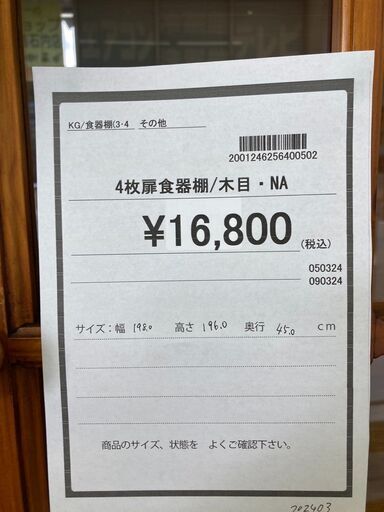 KG/食器棚(3・4 その他
2001246256400502
4枚扉食器棚/木目・NA
¥16,800(税込)
050324
090324
サイズ:幅 198.0 高さ 196.0 奥行 45.0 cm
商品のサイズ、状態を よくご確認下さい。
202403